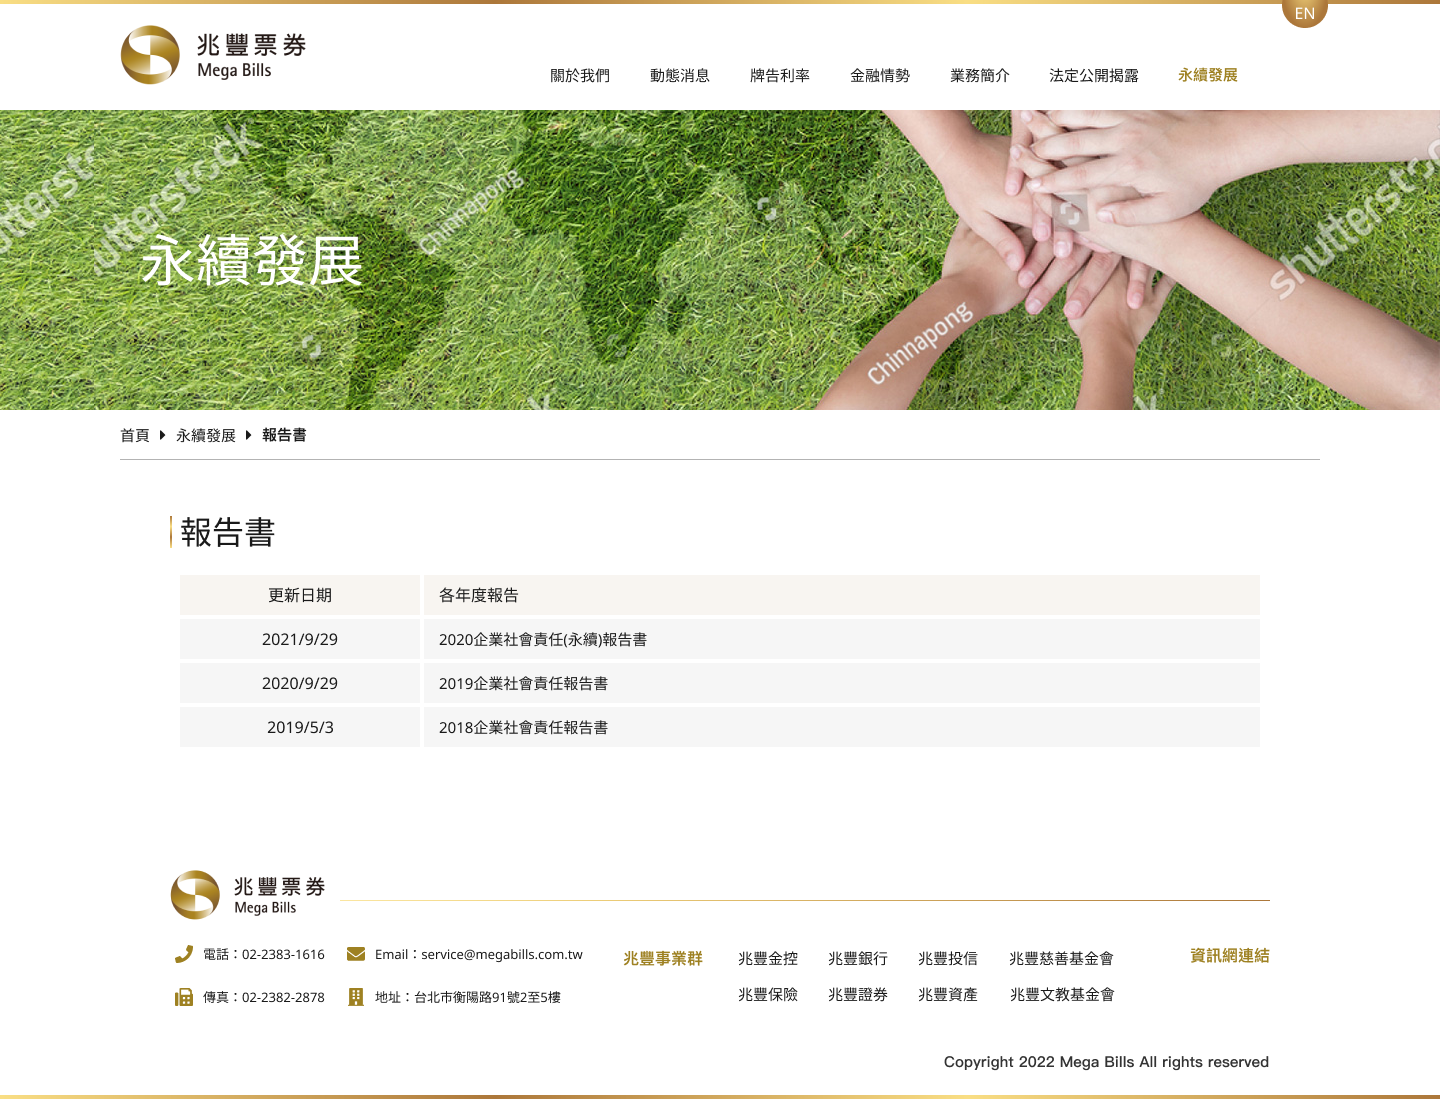 EN
兆豐票券
Mega Bills
關於我們 動態消息 牌告利率 金融情勢 業務簡介 法定公開揭露 永續發展
shutterstock
Chinnapong
shutterstock
永續發展
Chinnapong
首頁 永續發展 報告書
報告書
更新日期 各年度報告
2021/9/29 2020企業社會責任(永續)報告書
2020/9/29 2019企業社會責任報告書
2019/5/3 2018企業社會責任報告書
兆豐票券
Mega Bills
電話：02-2383-1616 Email：service@megabills.com.tw 兆豐事業群 兆豐金控 兆豐銀行 兆豐投信 兆豐慈善基金會 資訊網連結
傳真：02-2382-2878 地址：台北市衡陽路91號2至5樓 兆豐保險 兆豐證券 兆豐資產 兆豐文教基金會
Copyright 2022 Mega Bills All rights reserved